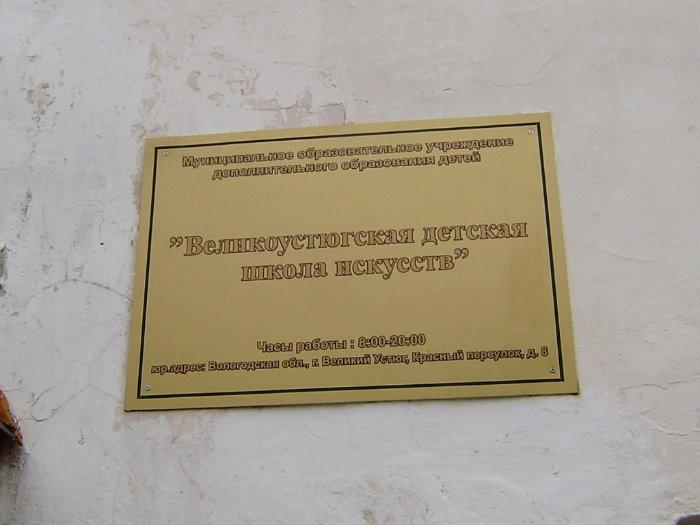 Муниципальное образовательное учреждение
дополнительного образования детей
”Великоустюгская детская
школа искусств”
Часы работы : 8:00-20:00
юр.адрес: Вологодская обл., г. Великий Устюг, Красный переулок, д. 8